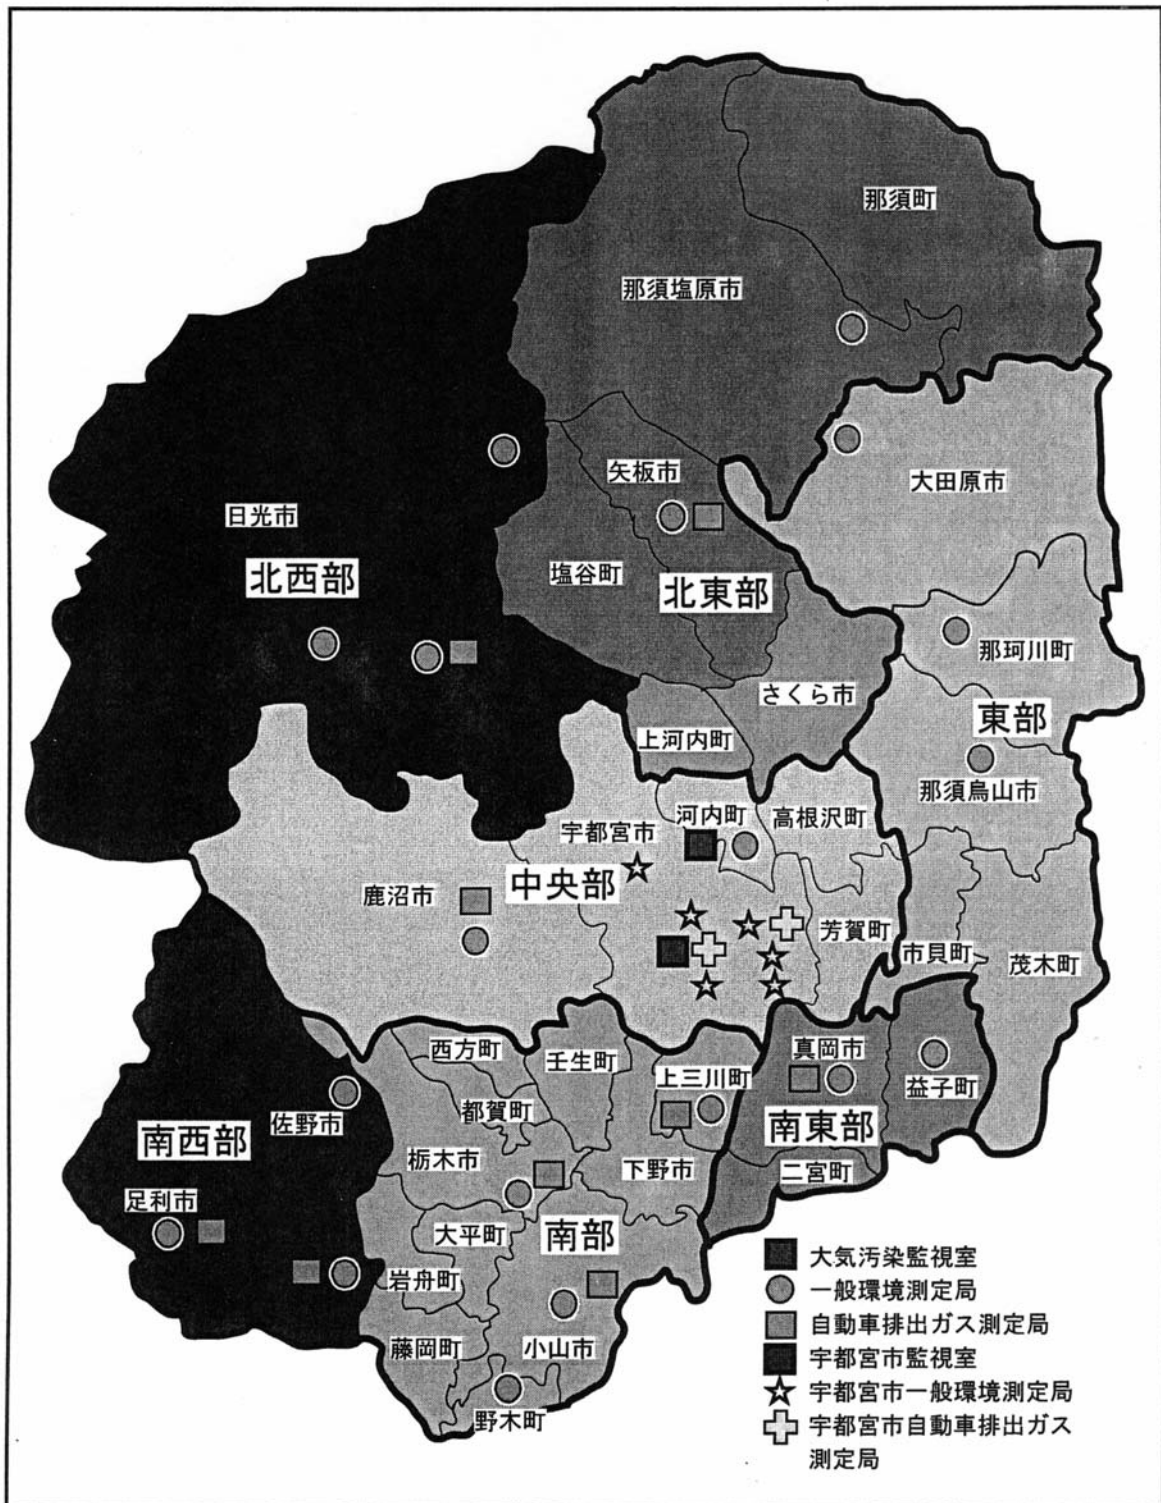 那須町
那須塩原市
矢板市
大田原市
日光市
北西部
塩谷町
北東部
那珂川町
さくら市
東部
上河内町
那須烏山市
河内町
高根沢町
宇都宮市
中央部
鹿沼市
芳賀町
市貝町
茂木町
西方町
壬生町
真岡市
上三川町
益子町
都賀町
佐野市
南西部
南東部
栃木市
下野市
二宮町
足利市
大平町
南部
岩舟町
藤岡町
小山市
野木町
大気汚染監視室
一般環境測定局
自動車排出ガス測定局
宇都宮市監視室
宇都宮市一般環境測定局
宇都宮市自動車排出ガス
測定局